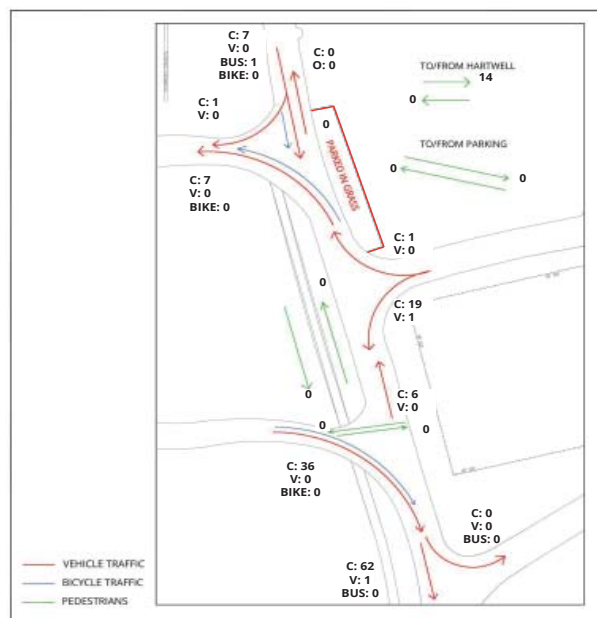 C: 7
V: 0
BUS: 1
BIKE: 0
C: 0
O: 0
TO/FROM HARTWELL
14
0
C: 1
V: 0
0
PARKED IN GRASS
TO/FROM PARKING
0
0
C: 7
V: 0
BIKE: 0
C: 1
V: 0
0
C: 19
V: 1
0
C: 6
V: 0
0
0
C: 36
V: 0
BIKE: 0
C: 0
V: 0
BUS: 0
C: 62
V: 1
BUS: 0
VEHICLE TRAFFIC
BICYCLE TRAFFIC
PEDESTRIANS